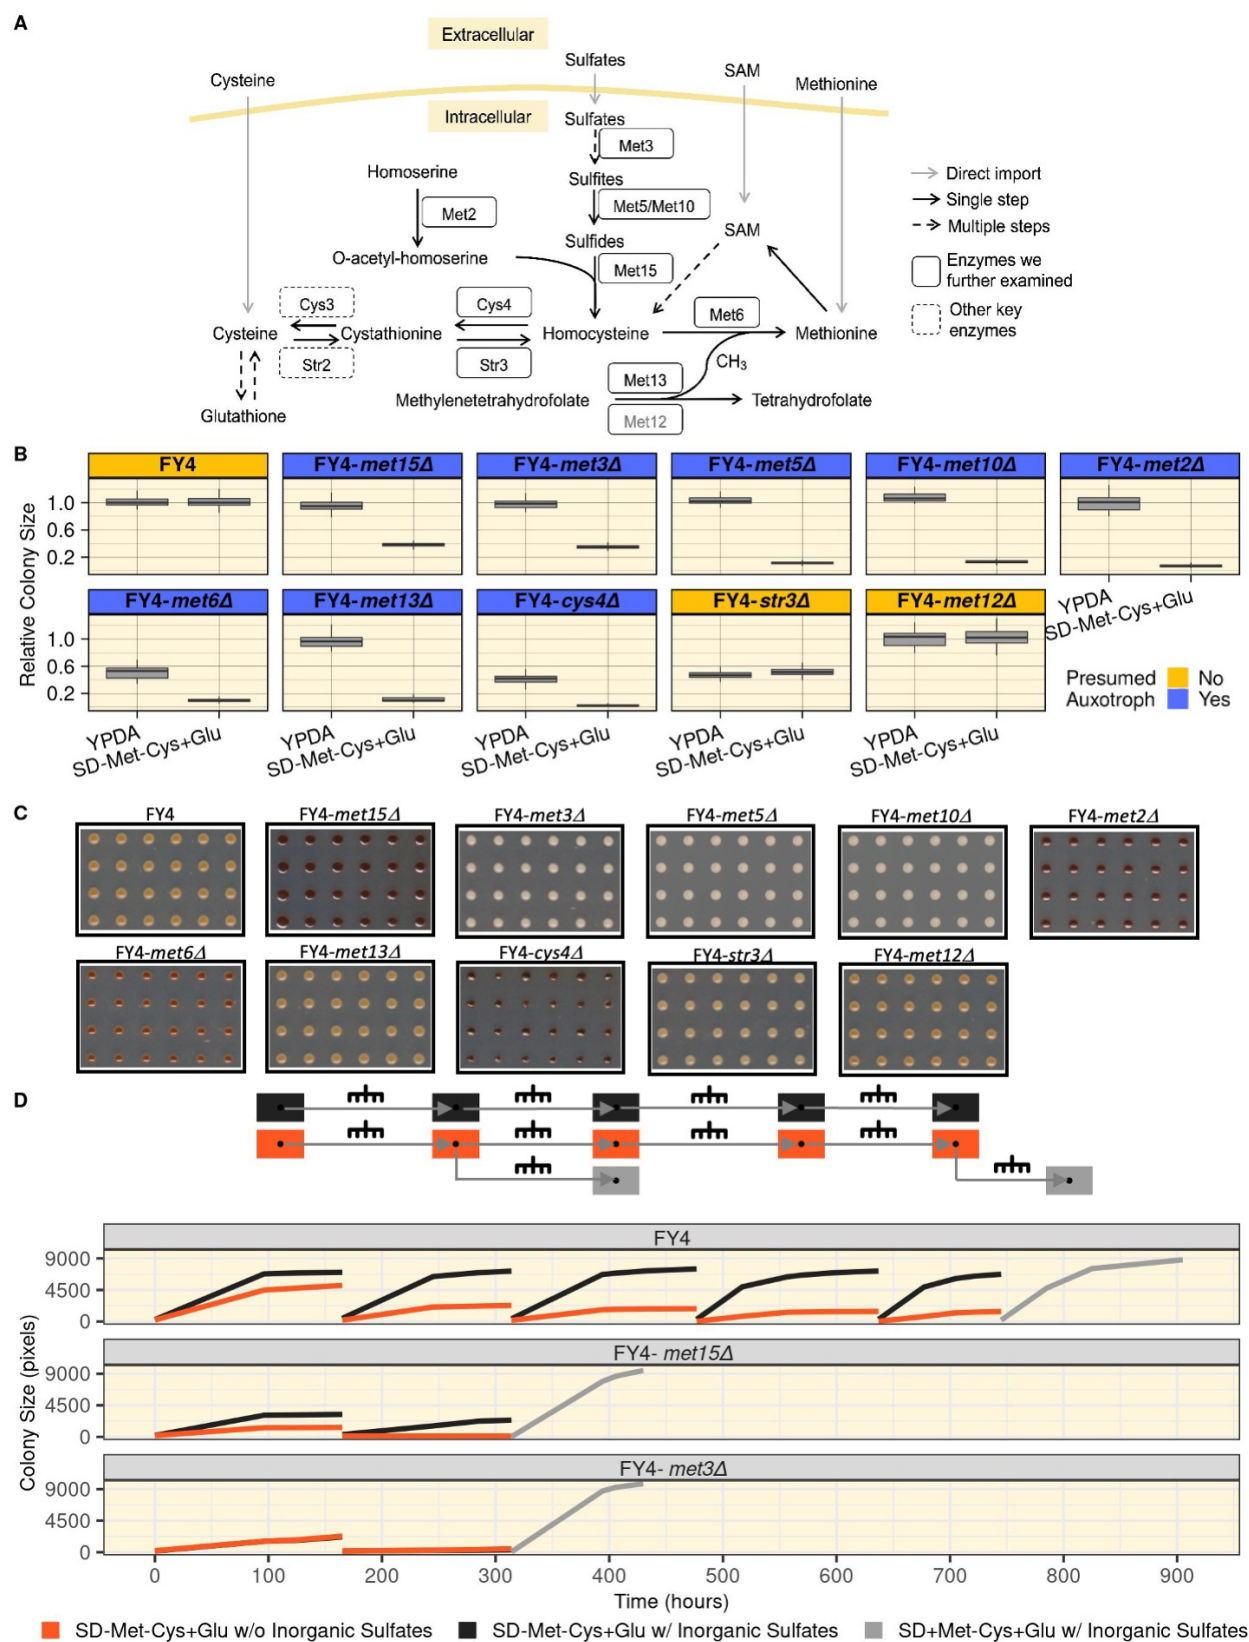 A
Extracellular
Sulfates
SAM
Cysteine
Methionine
Intracellular
Sulfates
Met3
Homoserine
Sulfites
Direct import
Met2
Met5/Met10
Single step
Sulfides
SAM
Multiple steps
O-acetyl-homoserine
Met15
Enzymes we
further examined
Cys3
Cys4
Other key
enzymes
Met6
Cysteine
Cystathionine
Homocysteine
Methionine
Str2
Str3
CH3
Met13
Methylenetetrahydrofolate
Tetrahydrofolate
Glutathione
Met12
B
FY4
FY4-met15Δ
FY4-met3Δ
FY4-met5Δ
FY4-met10Δ
FY4-met2Δ
1.0
0.6
0.2
Relative Colony Size
FY4-met6Δ
FY4-met13Δ
FY4-cys4Δ
FY4-str3Δ
FY4-met12Δ
YPDA
SD-Met-Cys+Glu
1.0
0.6
0.2
Presumed
Auxotroph
No
Yes
YPDA
SD-Met-Cys+Glu
YPDA
SD-Met-Cys+Glu
YPDA
SD-Met-Cys+Glu
YPDA
SD-Met-Cys+Glu
YPDA
SD-Met-Cys+Glu
C
FY4
FY4-met15Δ
FY4-met3Δ
FY4-met5Δ
FY4-met10Δ
FY4-met2Δ
FY4-met6Δ
FY4-met13Δ
FY4-cys4Δ
FY4-str3Δ
FY4-met12Δ
D
FY4
9000
4500
0
FY4- met15Δ
9000
4500
0
Colony Size (pixels)
FY4- met3Δ
9000
4500
0
0 100 200 300 400 500 600 700 800 900
Time (hours)
SD-Met-Cys+Glu w/o Inorganic Sulfates
SD-Met-Cys+Glu w/ Inorganic Sulfates
SD+Met-Cys+Glu w/ Inorganic Sulfates